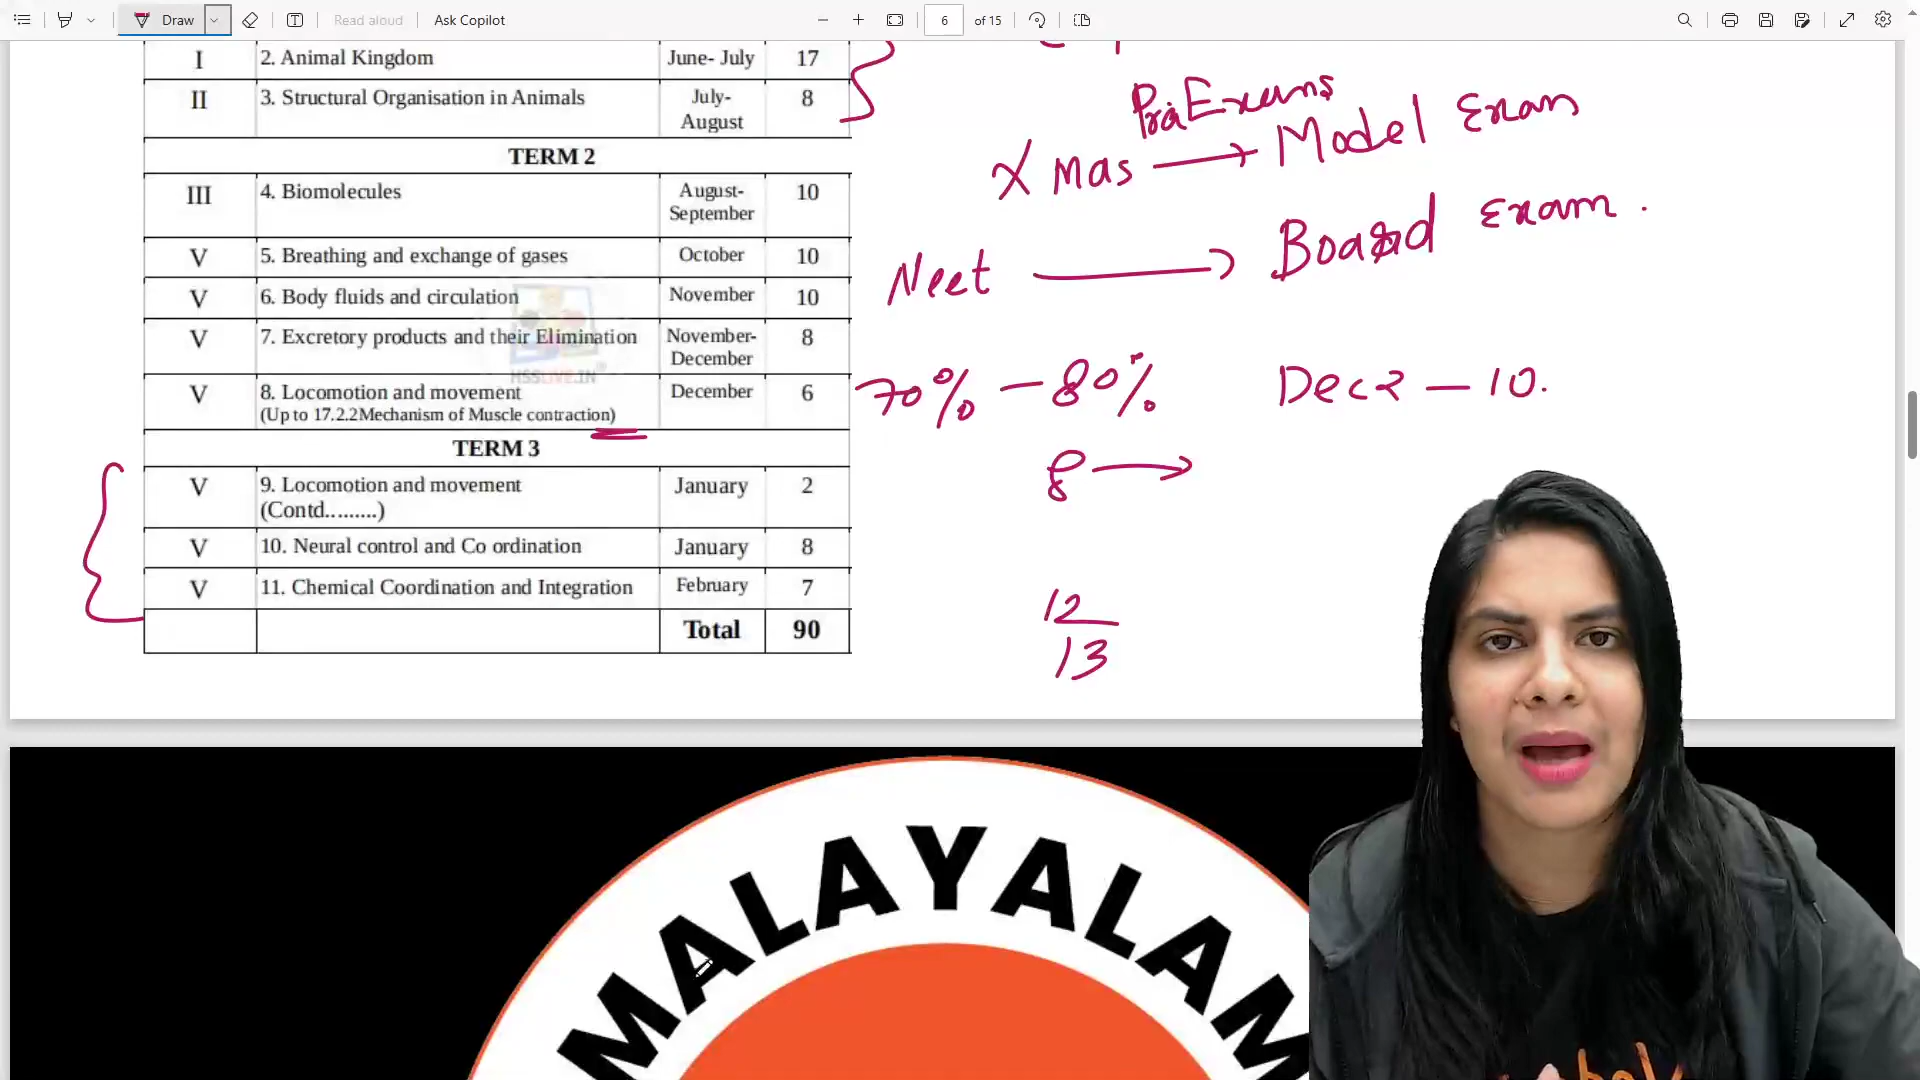 Draw
Read aloud
Ask Copilot
6 of 15
I 2. Animal Kingdom June- July 17
II 3. Structural Organisation in Animals July- August 8
TERM 2
III 4. Biomolecules August- September 10
V 5. Breathing and exchange of gases October 10
V 6. Body fluids and circulation November 10
V 7. Excretory products and their Elimination November- December 8
V 8. Locomotion and movement December 6
(Up to 17.2.2Mechanism of Muscle contraction)
HSSLIVE.IN
TERM 3
V 9. Locomotion and movement January 2
(Contd.........)
V 10. Neural control and Co ordination January 8
V 11. Chemical Coordination and Integration February 7
Total 90
Exams
X mas → Model Exam
Neet → Board Exam .
70% - 80%
Dec 2 - 10.
8 →
12
13
MALAYALAM